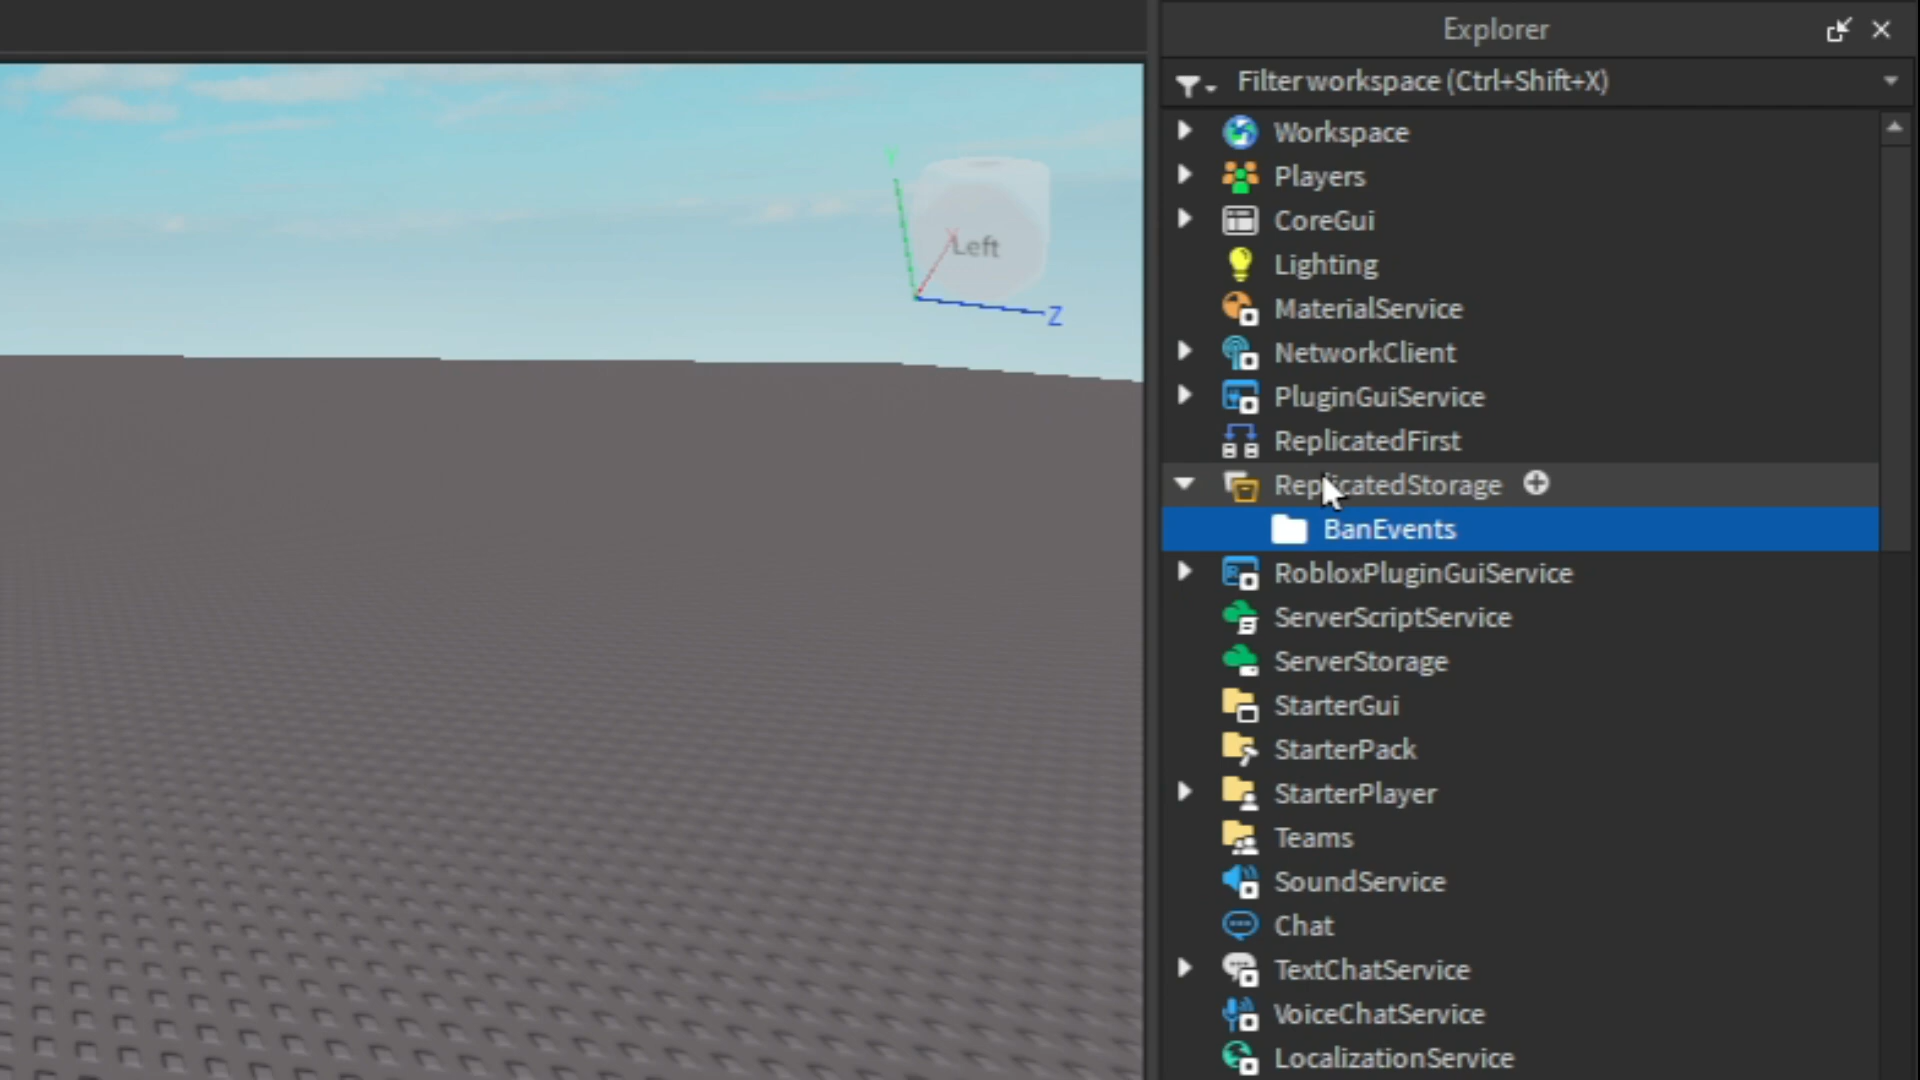 Explorer
Filter workspace (Ctrl+Shift+X)
Workspace
Players
CoreGui
Lighting
MaterialService
NetworkClient
PluginGuiService
ReplicatedFirst
ReplicatedStorage
BanEvents
RobloxPluginGuiService
ServerScriptService
ServerStorage
StarterGui
StarterPack
StarterPlayer
Teams
SoundService
Chat
TextChatService
VoiceChatService
LocalizationService
Y
X
Left
Z